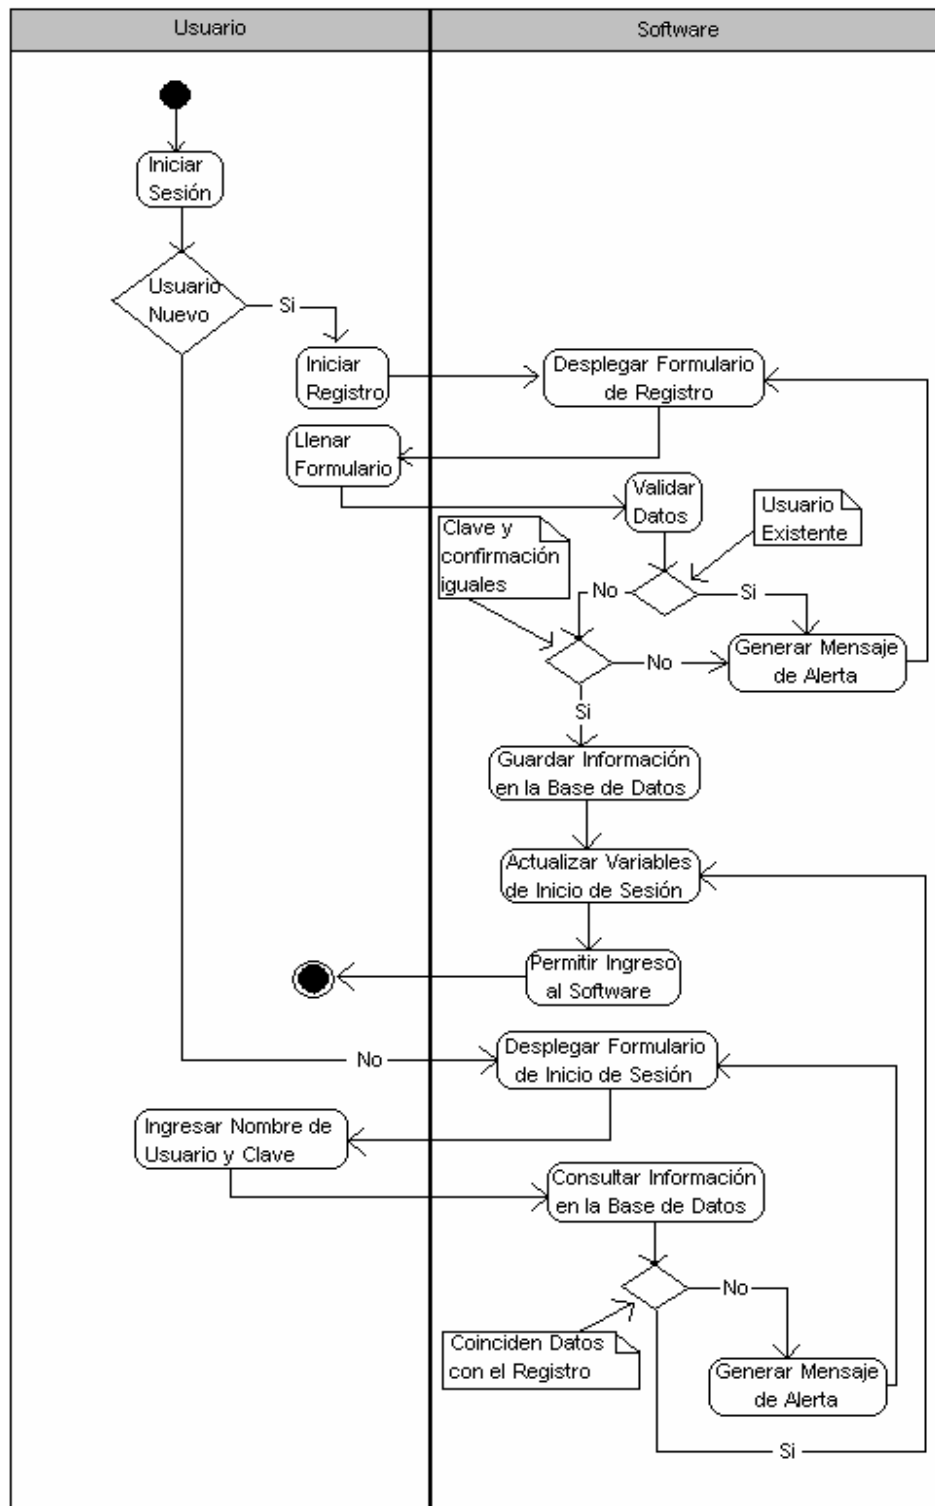 Usuario
Software
Iniciar
Sesión
Usuario
Nuevo
Si
Iniciar
Registro
Desplegar Formulario
de Registro
Llenar
Formulario
Validar
Datos
Usuario
Existente
Clave y
confirmación
iguales
No
Si
No
Generar Mensaje
de Alerta
Si
Guardar Información
en la Base de Datos
Actualizar Variables
de Inicio de Sesión
Permitir Ingreso
al Software
No
Desplegar Formulario
de Inicio de Sesión
Ingresar Nombre de
Usuario y Clave
Consultar Información
en la Base de Datos
No
Coinciden Datos
con el Registro
Generar Mensaje
de Alerta
Si